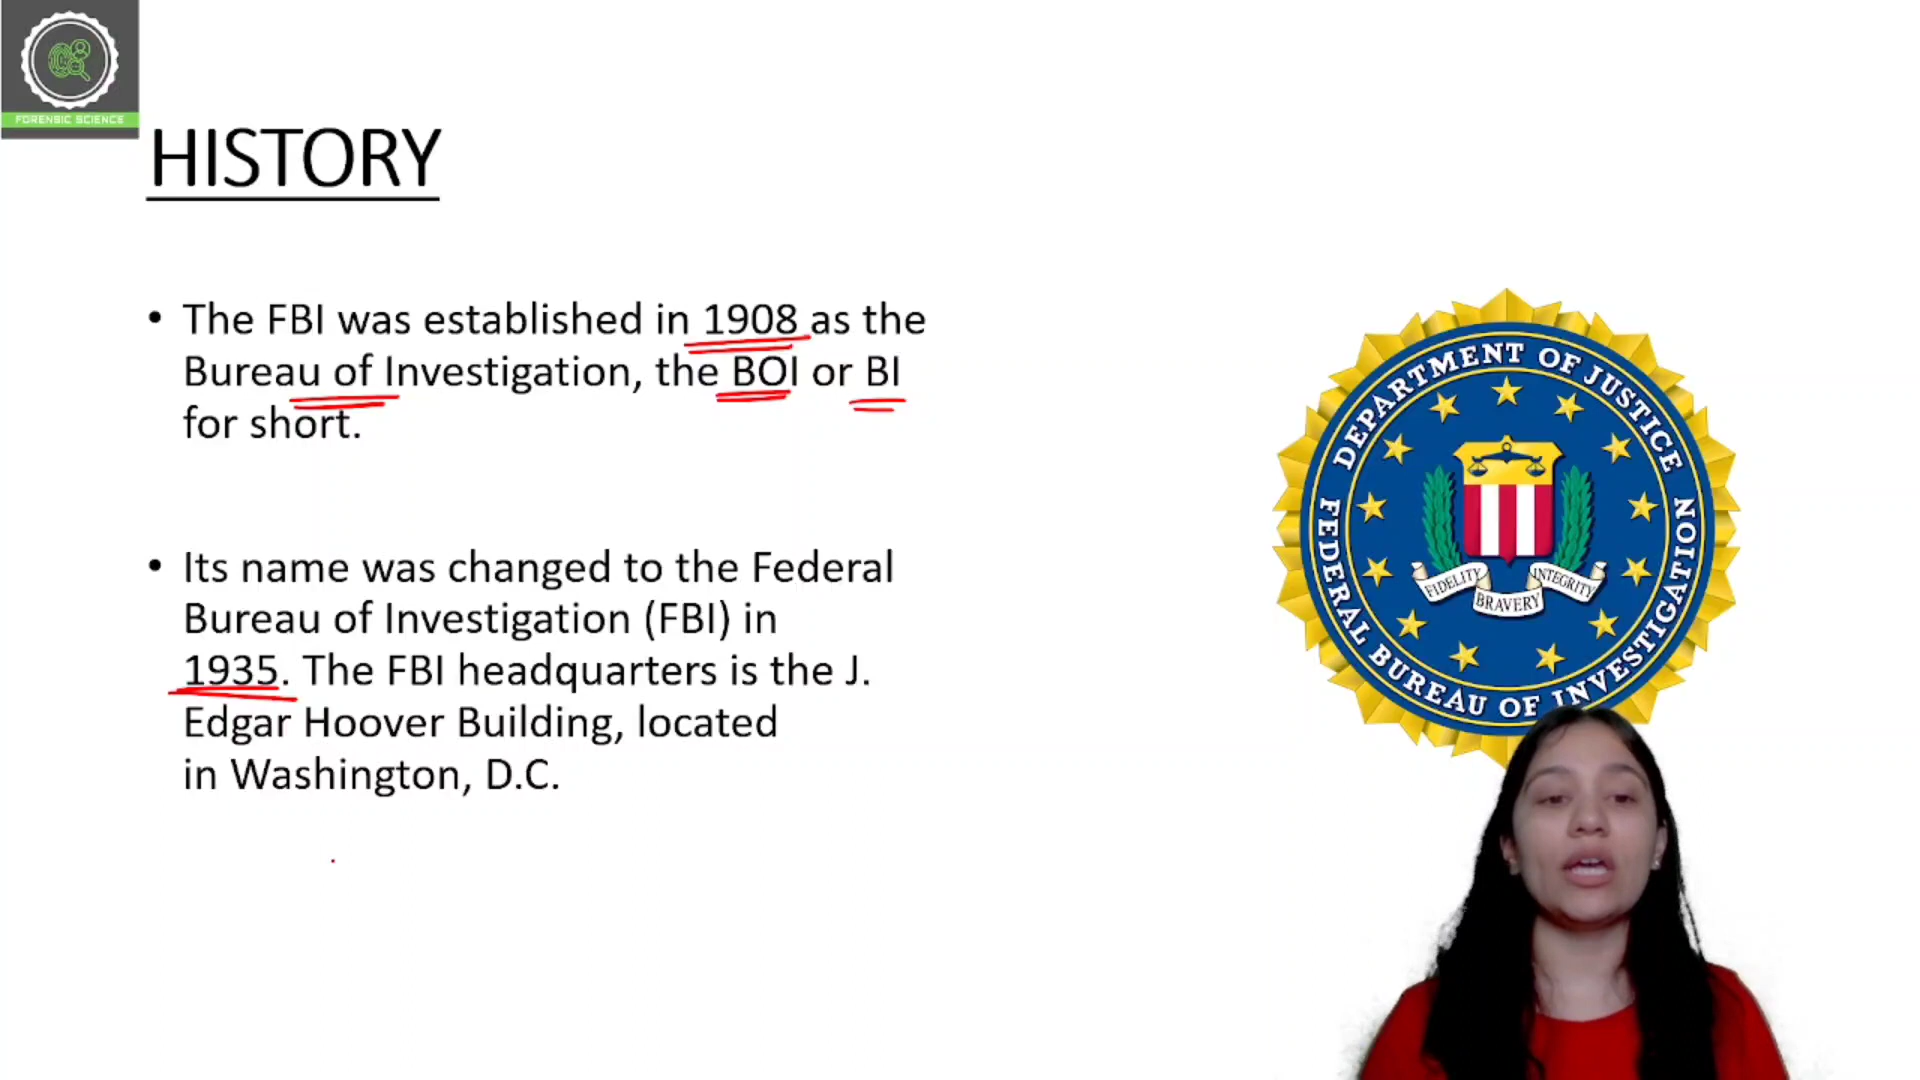 FORENSIC SCIENCE
HISTORY
• The FBI was established in 1908 as the
Bureau of Investigation, the BOI or BI
for short.
• Its name was changed to the Federal
Bureau of Investigation (FBI) in
1935. The FBI headquarters is the J.
Edgar Hoover Building, located
in Washington, D.C.
DEPARTMENT OF JUSTICE
FEDERAL BUREAU OF INVESTIGATION
FIDELITY
BRAVERY
INTEGRITY